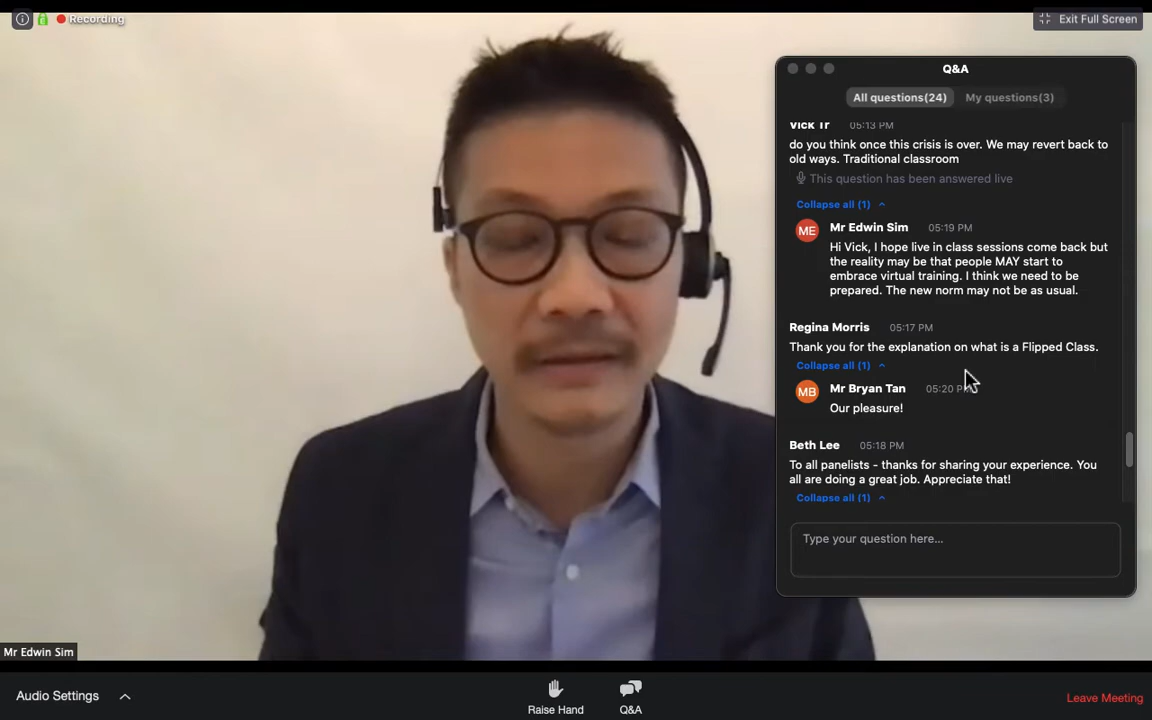 Recording
Exit Full Screen
Q&A
All questions(24)
My questions(3)
Vick Tr 05:13 PM
do you think once this crisis is over. We may revert back to
old ways. Traditional classroom
This question has been answered live
Collapse all (1)
ME
Mr Edwin Sim 05:19 PM
Hi Vick, I hope live in class sessions come back but
the reality may be that people MAY start to
embrace virtual training. I think we need to be
prepared. The new norm may not be as usual.
Regina Morris 05:17 PM
Thank you for the explanation on what is a Flipped Class.
Collapse all (1)
MB
Mr Bryan Tan 05:20 PM
Our pleasure!
Beth Lee 05:18 PM
To all panelists - thanks for sharing your experience. You
all are doing a great job. Appreciate that!
Collapse all (1)
Type your question here...
Mr Edwin Sim
Audio Settings
Raise Hand
Q&A
Leave Meeting